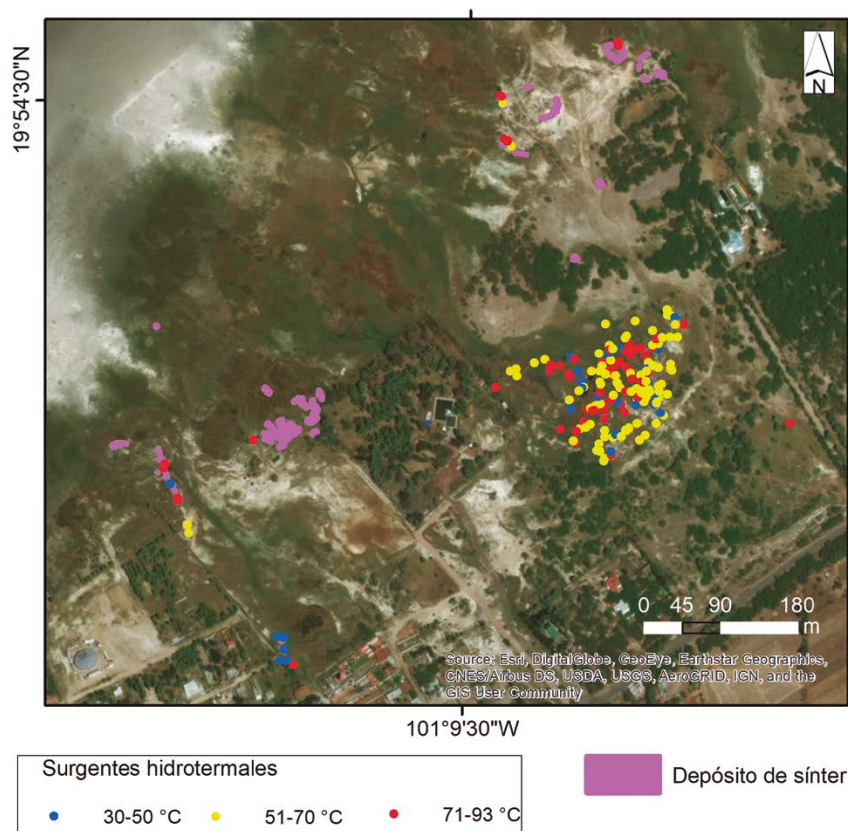 19°54'30"N
N
0 45 90 180
m
Source: Esri, DigitalGlobe, GeoEye, Earthstar Geographics,
CNES/Airbus DS, USDA, USGS, AeroGRID, IGN, and the
GIS User Community
101°9'30"W
Surgentes hidrotermales
30-50 °C 51-70 °C 71-93 °C
Depósito de sínter